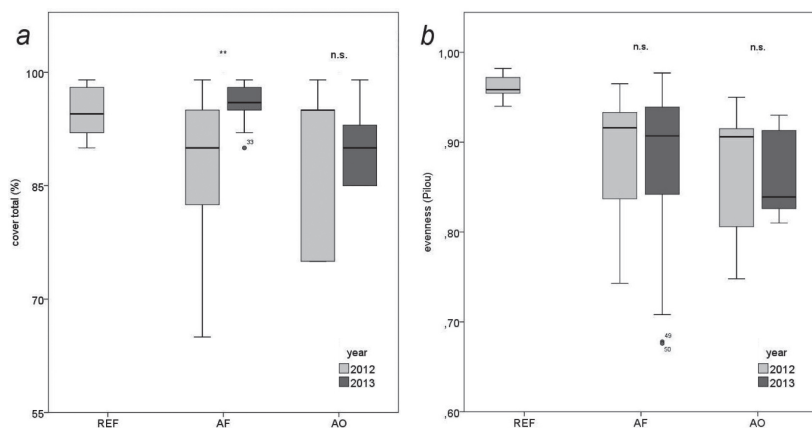 a
**
n.s.
100
85
70
55
cover total (%)
33
year
2012
2013
REF AF AO
b
n.s. n.s.
1,00
,90
,80
,70
,60
evenness (Pilou)
49
50
year
2012
2013
REF AF AO